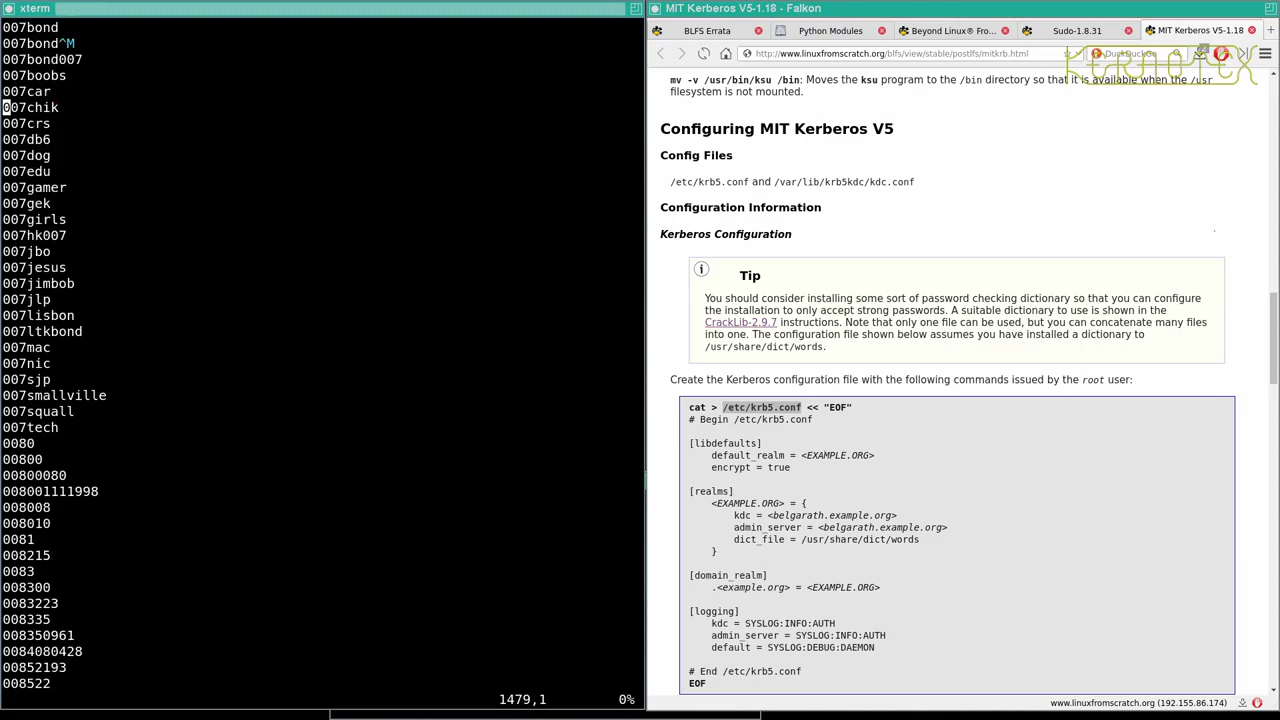 xterm
007bond
007bond^M
007bond007
007boobs
007car
007chik
007crs
007db6
007dog
007edu
007gamer
007gek
007girls
007hk007
007jbo
007jesus
007jimbob
007jlp
007lisbon
007ltkbond
007mac
007nic
007sjp
007smallville
007squall
007tech
0080
00800
00800080
008001111998
008008
008010
0081
008215
0083
008300
0083223
008335
008350961
0084080428
00852193
008522
1479,1 0%
MIT Kerberos V5-1.18 - Falkon
BLFS Errata
Python Modules
Beyond Linux® Fro...
Sudo-1.8.31
MIT Kerberos V5-1.18
http://www.linuxfromscratch.org/blfs/view/stable/postlfs/mitkrb.html
DuckDuckGo
mv -v /usr/bin/ksu /bin: Moves the ksu program to the /bin directory so that it is available when the /usr
filesystem is not mounted.
Configuring MIT Kerberos V5
Config Files
/etc/krb5.conf and /var/lib/krb5kdc/kdc.conf
Configuration Information
Kerberos Configuration
Tip
You should consider installing some sort of password checking dictionary so that you can configure
the installation to only accept strong passwords. A suitable dictionary to use is shown in the
CrackLib-2.9.7 instructions. Note that only one file can be used, but you can concatenate many files
into one. The configuration file shown below assumes you have installed a dictionary to
/usr/share/dict/words.
Create the Kerberos configuration file with the following commands issued by the root user:
cat > /etc/krb5.conf << "EOF"
# Begin /etc/krb5.conf
[libdefaults]
default_realm = <EXAMPLE.ORG>
encrypt = true
[realms]
<EXAMPLE.ORG> = {
kdc = <belgarath.example.org>
admin_server = <belgarath.example.org>
dict_file = /usr/share/dict/words
}
[domain_realm]
.<example.org> = <EXAMPLE.ORG>
[logging]
kdc = SYSLOG:INFO:AUTH
admin_server = SYSLOG:INFO:AUTH
default = SYSLOG:DEBUG:DAEMON
# End /etc/krb5.conf
EOF
www.linuxfromscratch.org (192.155.86.174)